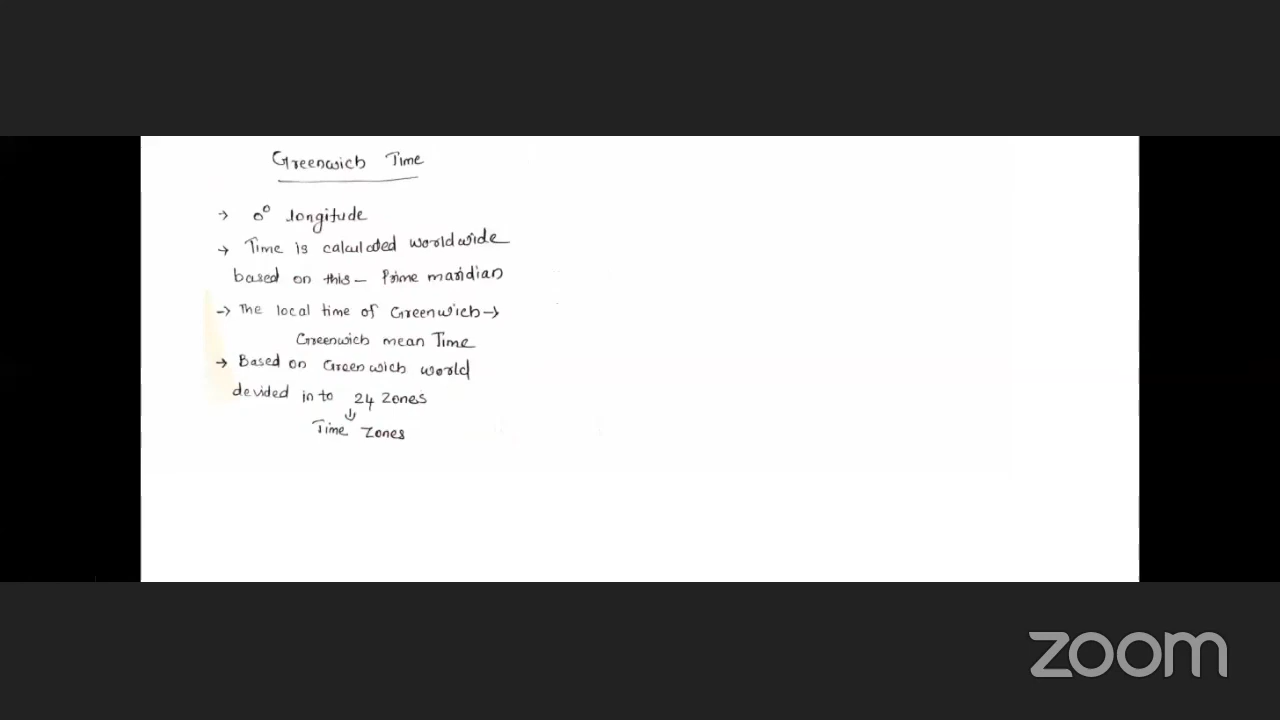 Greenwich Time
→ 0° longitude
→ Time is calculated worldwide
based on this – Prime maridian
→ The local time of Greenwich →
Greenwich mean Time
→ Based on Greenwich world
devided in to 24 Zones
↓
Time Zones
zoom